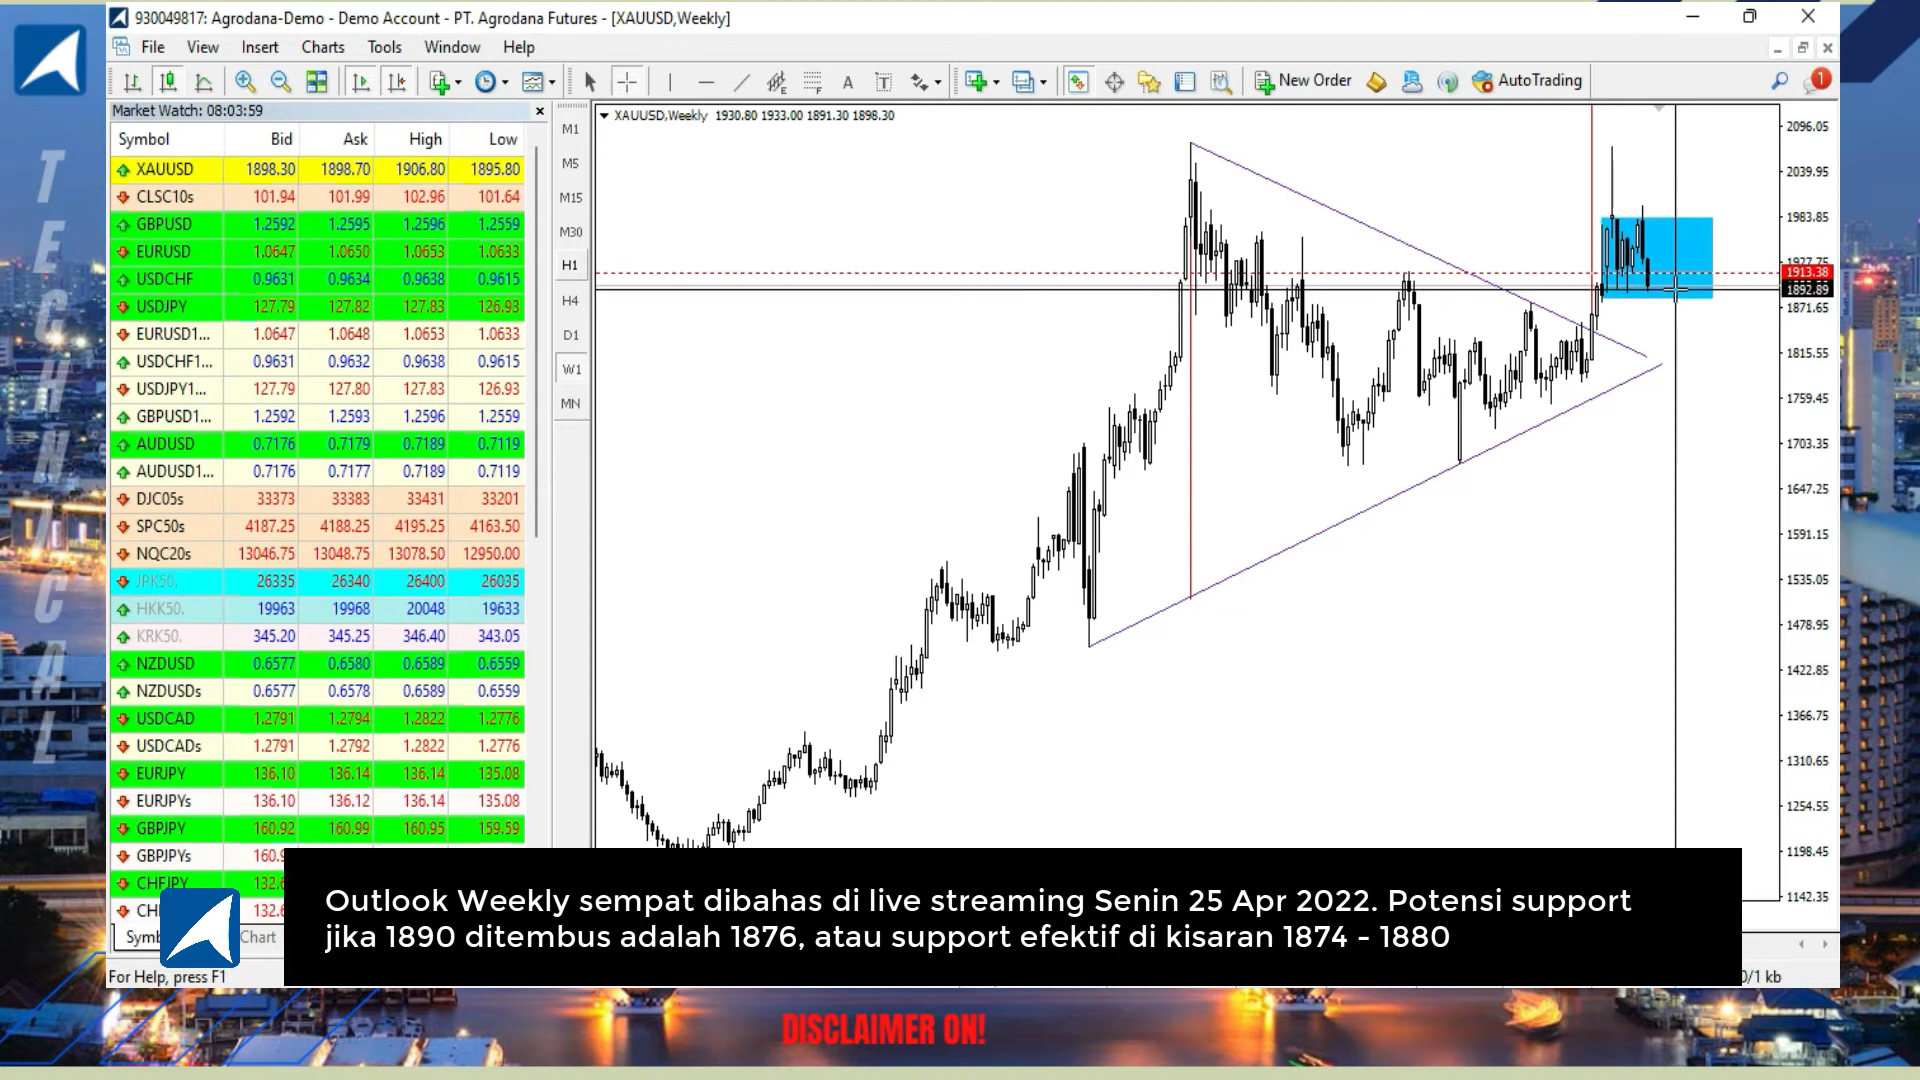 930049817: Agrodana-Demo - Demo Account - PT. Agrodana Futures - [XAUUSD,Weekly]
File View Insert Charts Tools Window Help
New Order AutoTrading 1
Market Watch: 08:03:59
Symbol Bid Ask High Low
XAUUSD 1898.30 1898.70 1906.80 1895.80
CLSC10s 101.94 101.99 102.96 101.64
GBPUSD 1.2592 1.2595 1.2596 1.2559
EURUSD 1.0647 1.0650 1.0653 1.0633
USDCHF 0.9631 0.9634 0.9638 0.9615
USDJPY 127.79 127.82 127.83 126.93
EURUSD1... 1.0647 1.0648 1.0653 1.0633
USDCHF1... 0.9631 0.9632 0.9638 0.9615
USDJPY1... 127.79 127.80 127.83 126.93
GBPUSD1... 1.2592 1.2593 1.2596 1.2559
AUDUSD 0.7176 0.7179 0.7189 0.7119
AUDUSD1... 0.7176 0.7177 0.7189 0.7119
DJC05s 33373 33383 33431 33201
SPC50s 4187.25 4188.25 4195.25 4163.50
NQC20s 13046.75 13048.75 13078.50 12950.00
JPK50. 26335 26340 26400 26035
HKK50. 19963 19968 20048 19633
KRK50. 345.20 345.25 346.40 343.05
NZDUSD 0.6577 0.6580 0.6589 0.6559
NZDUSDs 0.6577 0.6578 0.6589 0.6559
USDCAD 1.2791 1.2794 1.2822 1.2776
USDCADs 1.2791 1.2792 1.2822 1.2776
EURJPY 136.10 136.14 136.14 135.08
EURJPYs 136.10 136.12 136.14 135.08
GBPJPY 160.92 160.99 160.95 159.59
GBPJPYs 160.9
CHFJPY 132.6
CH 132.6
Symb Chart
For Help, press F1
M1
M5
M15
M30
H1
H4
D1
W1
MN
XAUUSD,Weekly 1930.80 1933.00 1891.30 1898.30
2096.05
2039.95
1983.85
1927.75
1913.38
1892.89
1871.65
1815.55
1759.45
1703.35
1647.25
1591.15
1535.05
1478.95
1422.85
1366.75
1310.65
1254.55
1198.45
1142.35
0/1 kb
Outlook Weekly sempat dibahas di live streaming Senin 25 Apr 2022. Potensi support
jika 1890 ditembus adalah 1876, atau support efektif di kisaran 1874 - 1880
DISCLAIMER ON!
TECHNICAL